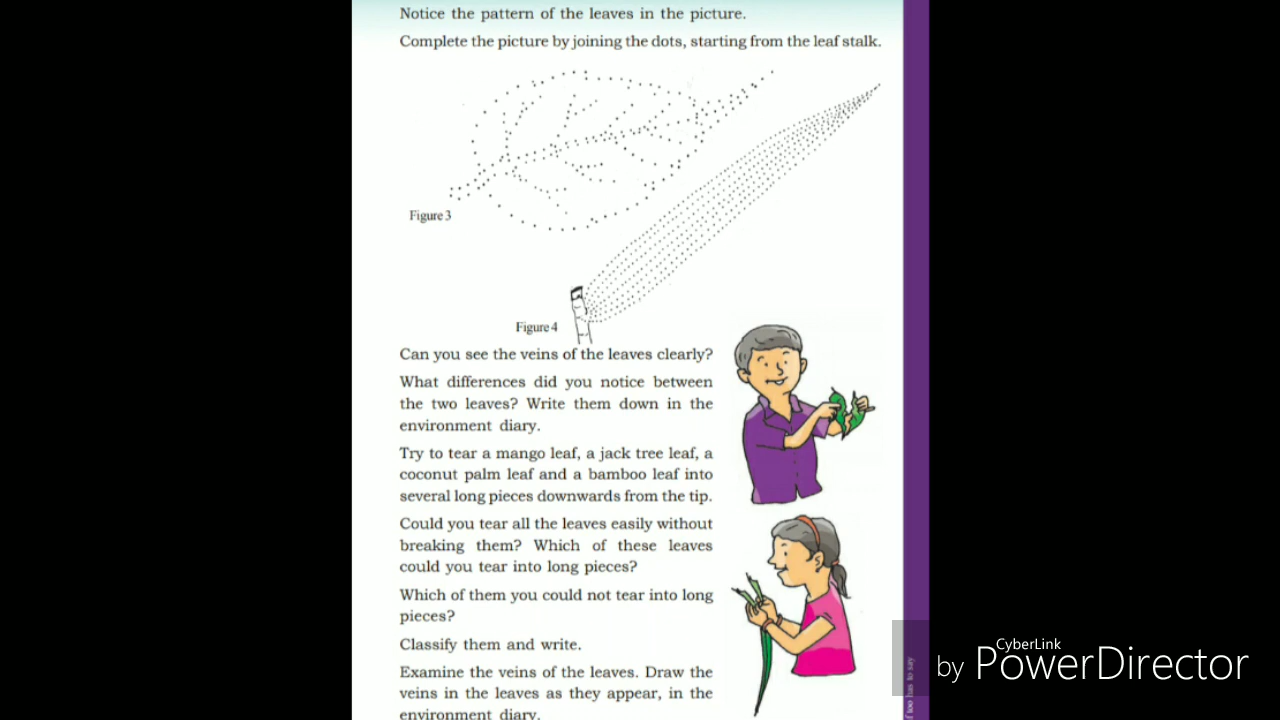 Notice the pattern of the leaves in the picture.
Complete the picture by joining the dots, starting from the leaf stalk.
Figure 3
Figure 4
Can you see the veins of the leaves clearly?
What differences did you notice between
the two leaves? Write them down in the
environment diary.
Try to tear a mango leaf, a jack tree leaf, a
coconut palm leaf and a bamboo leaf into
several long pieces downwards from the tip.
Could you tear all the leaves easily without
breaking them? Which of these leaves
could you tear into long pieces?
Which of them you could not tear into long
pieces?
Classify them and write.
Examine the veins of the leaves. Draw the
veins in the leaves as they appear, in the
environment diary.
too has to say
CyberLink
by PowerDirector